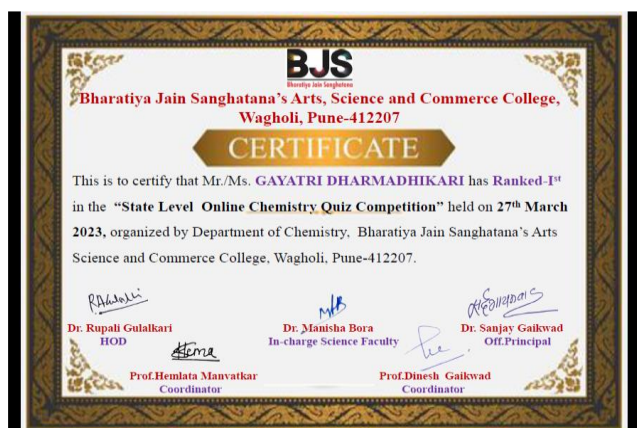 BJS
Bharatiya Jain Sanghatana
Bharatiya Jain Sanghatana's Arts, Science and Commerce College,
Wagholi, Pune-412207
CERTIFICATE
This is to certify that Mr./Ms. GAYATRI DHARMADHIKARI has Ranked-Ist
in the “State Level Online Chemistry Quiz Competition” held on 27th March
2023, organized by Department of Chemistry, Bharatiya Jain Sanghatana's Arts
Science and Commerce College, Wagholi, Pune-412207.
Dr. Rupali Gulalkari
HOD
Dr. Manisha Bora
In-charge Science Faculty
Dr. Sanjay Gaikwad
Off.Principal
Hema
Prof.Hemlata Manvatkar
Coordinator
Prof.Dinesh Gaikwad
Coordinator